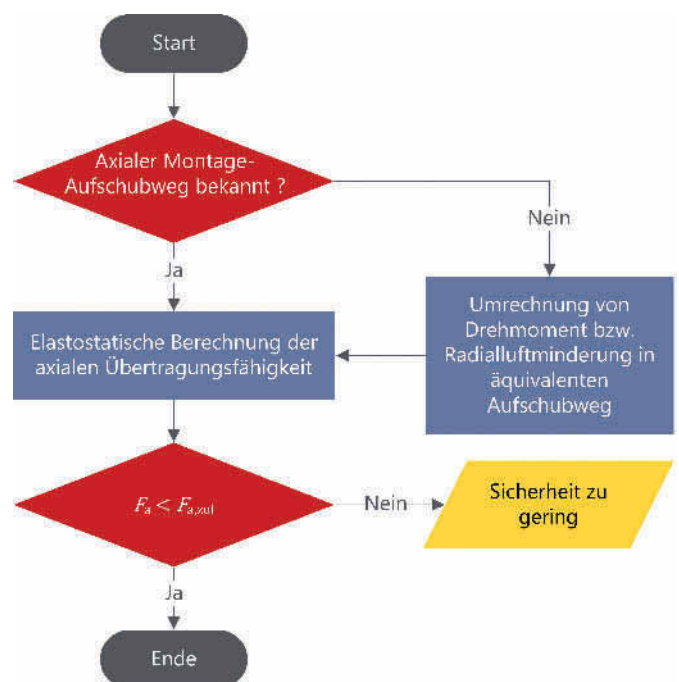 Start
Axialer Montage-
Aufschubweg bekannt ?
Nein
Ja
Umrechnung von
Drehmoment bzw.
Radialluftminderung in
äquivalenten
Aufschubweg
Elastostatische Berechnung der
axialen Übertragungsfähigkeit
Fa < Fa,zul
Nein
Sicherheit zu
gering
Ja
Ende